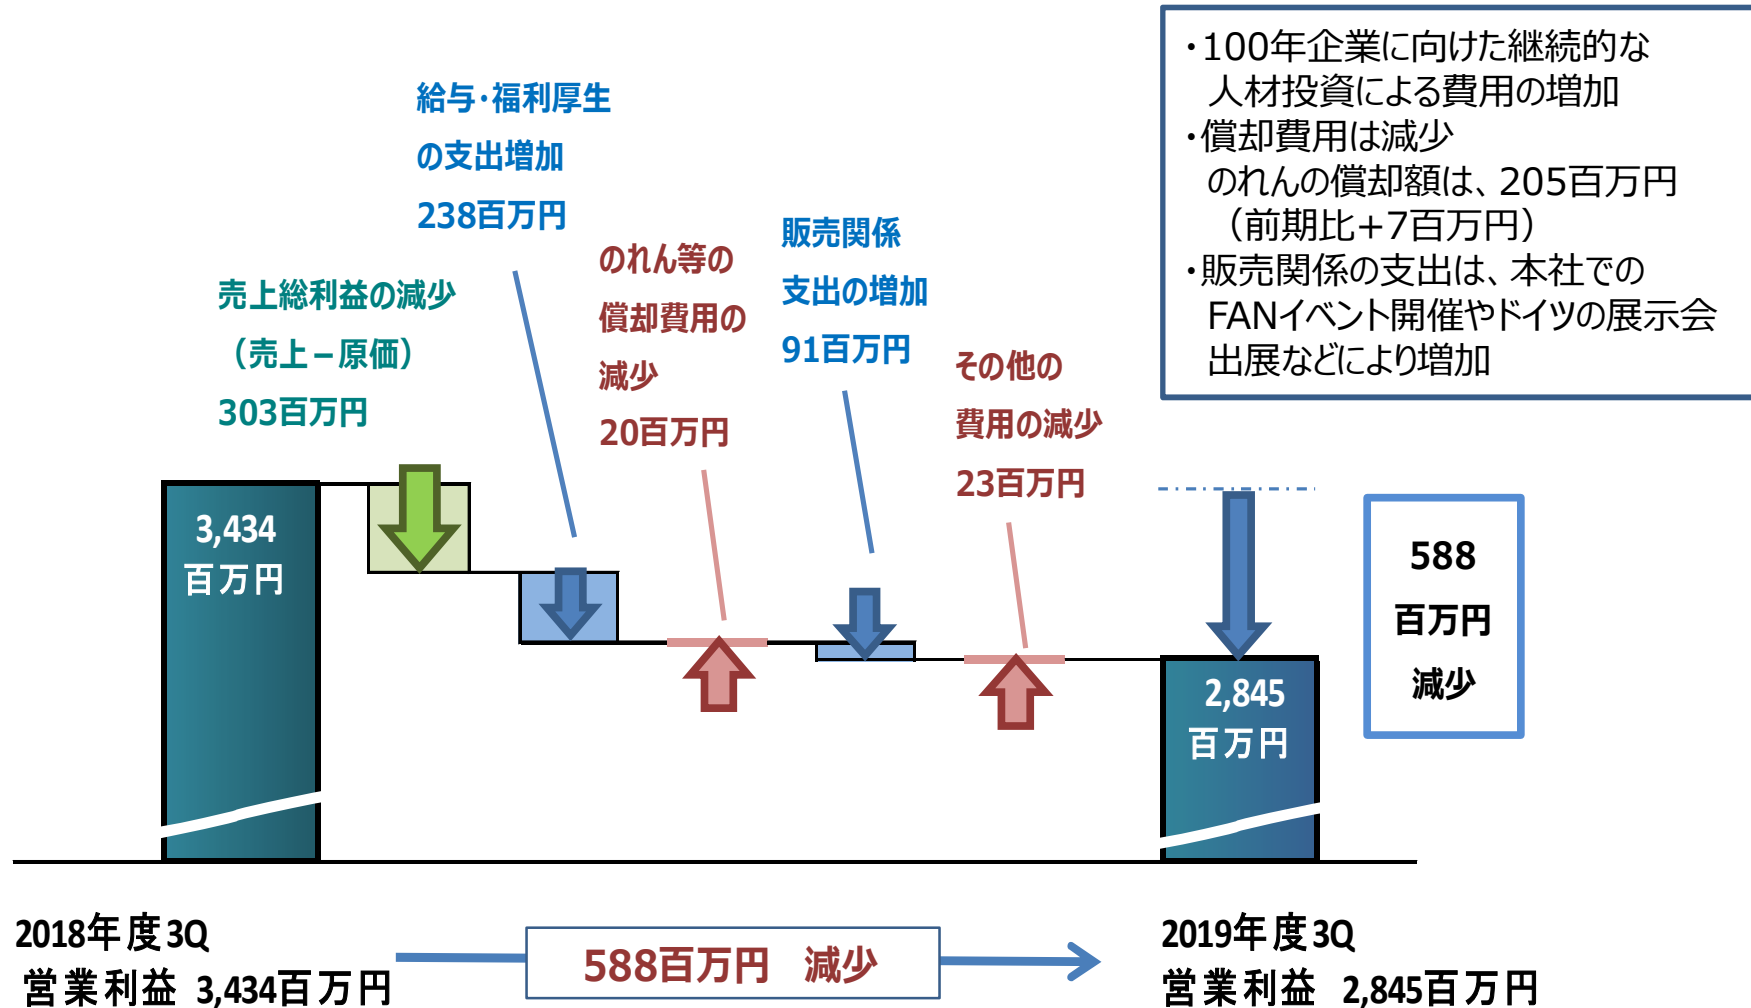 ・100年企業に向けた継続的な
人材投資による費用の増加
・償却費用は減少
のれんの償却額は、205百万円
（前期比+7百万円）
・販売関係の支出は、本社での
FANイベント開催やドイツの展示会
出展などにより増加
給与・福利厚生
の支出増加
238百万円
売上総利益の減少
（売上－原価）
303百万円
のれん等の
償却費用の
減少
20百万円
販売関係
支出の増加
91百万円
その他の
費用の減少
23百万円
3,434
百万円
2,845
百万円
588
百万円
減少
2018年度3Q
営業利益 3,434百万円
588百万円 減少
2019年度3Q
営業利益 2,845百万円